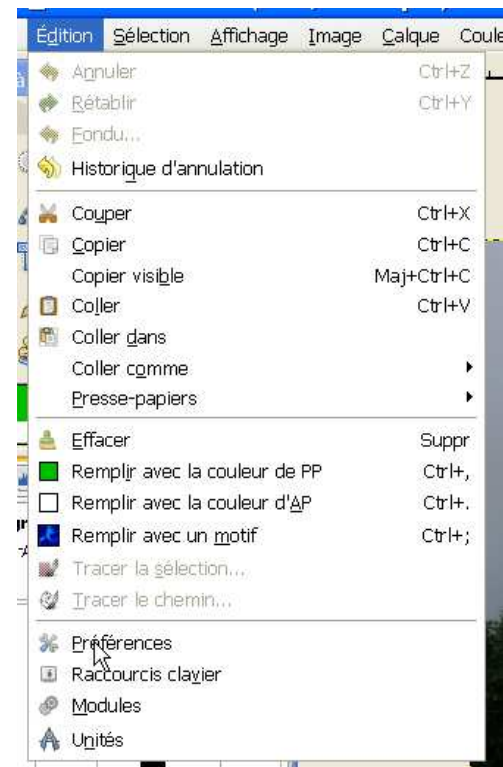 Édition Sélection Affichage Image Calque
Annuler Ctrl+Z
Rétablir Ctrl+Y
Fondu...
Historique d'annulation
Couper Ctrl+X
Copier Ctrl+C
Copier visible Maj+Ctrl+C
Coller Ctrl+V
Coller dans
Coller comme
Presse-papiers
Effacer Suppr
Remplir avec la couleur de PP Ctrl+,
Remplir avec la couleur d'AP Ctrl+.
Remplir avec un motif Ctrl+;
Tracer la sélection...
Tracer le chemin...
Préférences
Raccourcis clavier
Modules
Unités